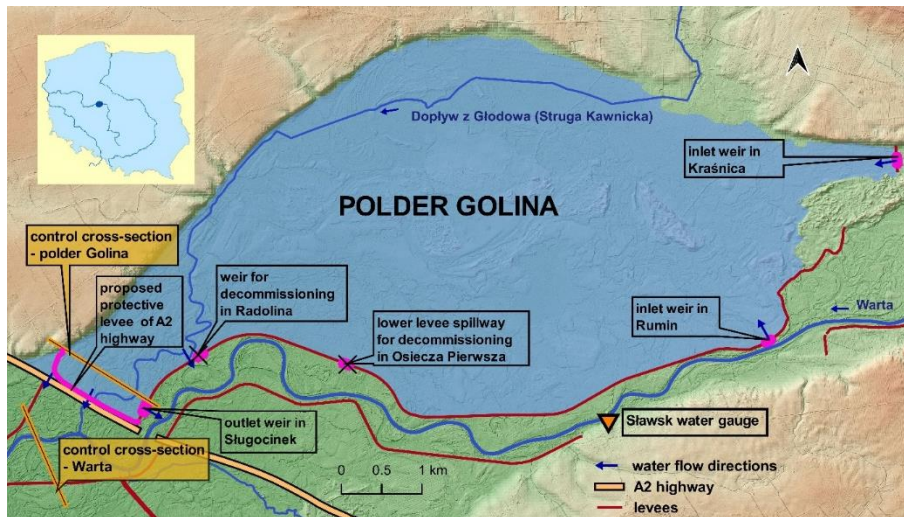 Dopływ z Głodowa (Struga Kawnicka)
inlet weir in
Kraśnica
POLDER GOLINA
control cross-section
- polder Golina
proposed
protective
levee of A2
highway
weir for
decommissioning
in Radolina
lower levee spillway
for decommissioning
in Osiecza Pierwsza
inlet weir in
Rumin
Warta
outlet weir in
Sługocinek
Sławsk water gauge
control cross-section
- Warta
0 0.5 1 km
water flow directions
A2 highway
levees